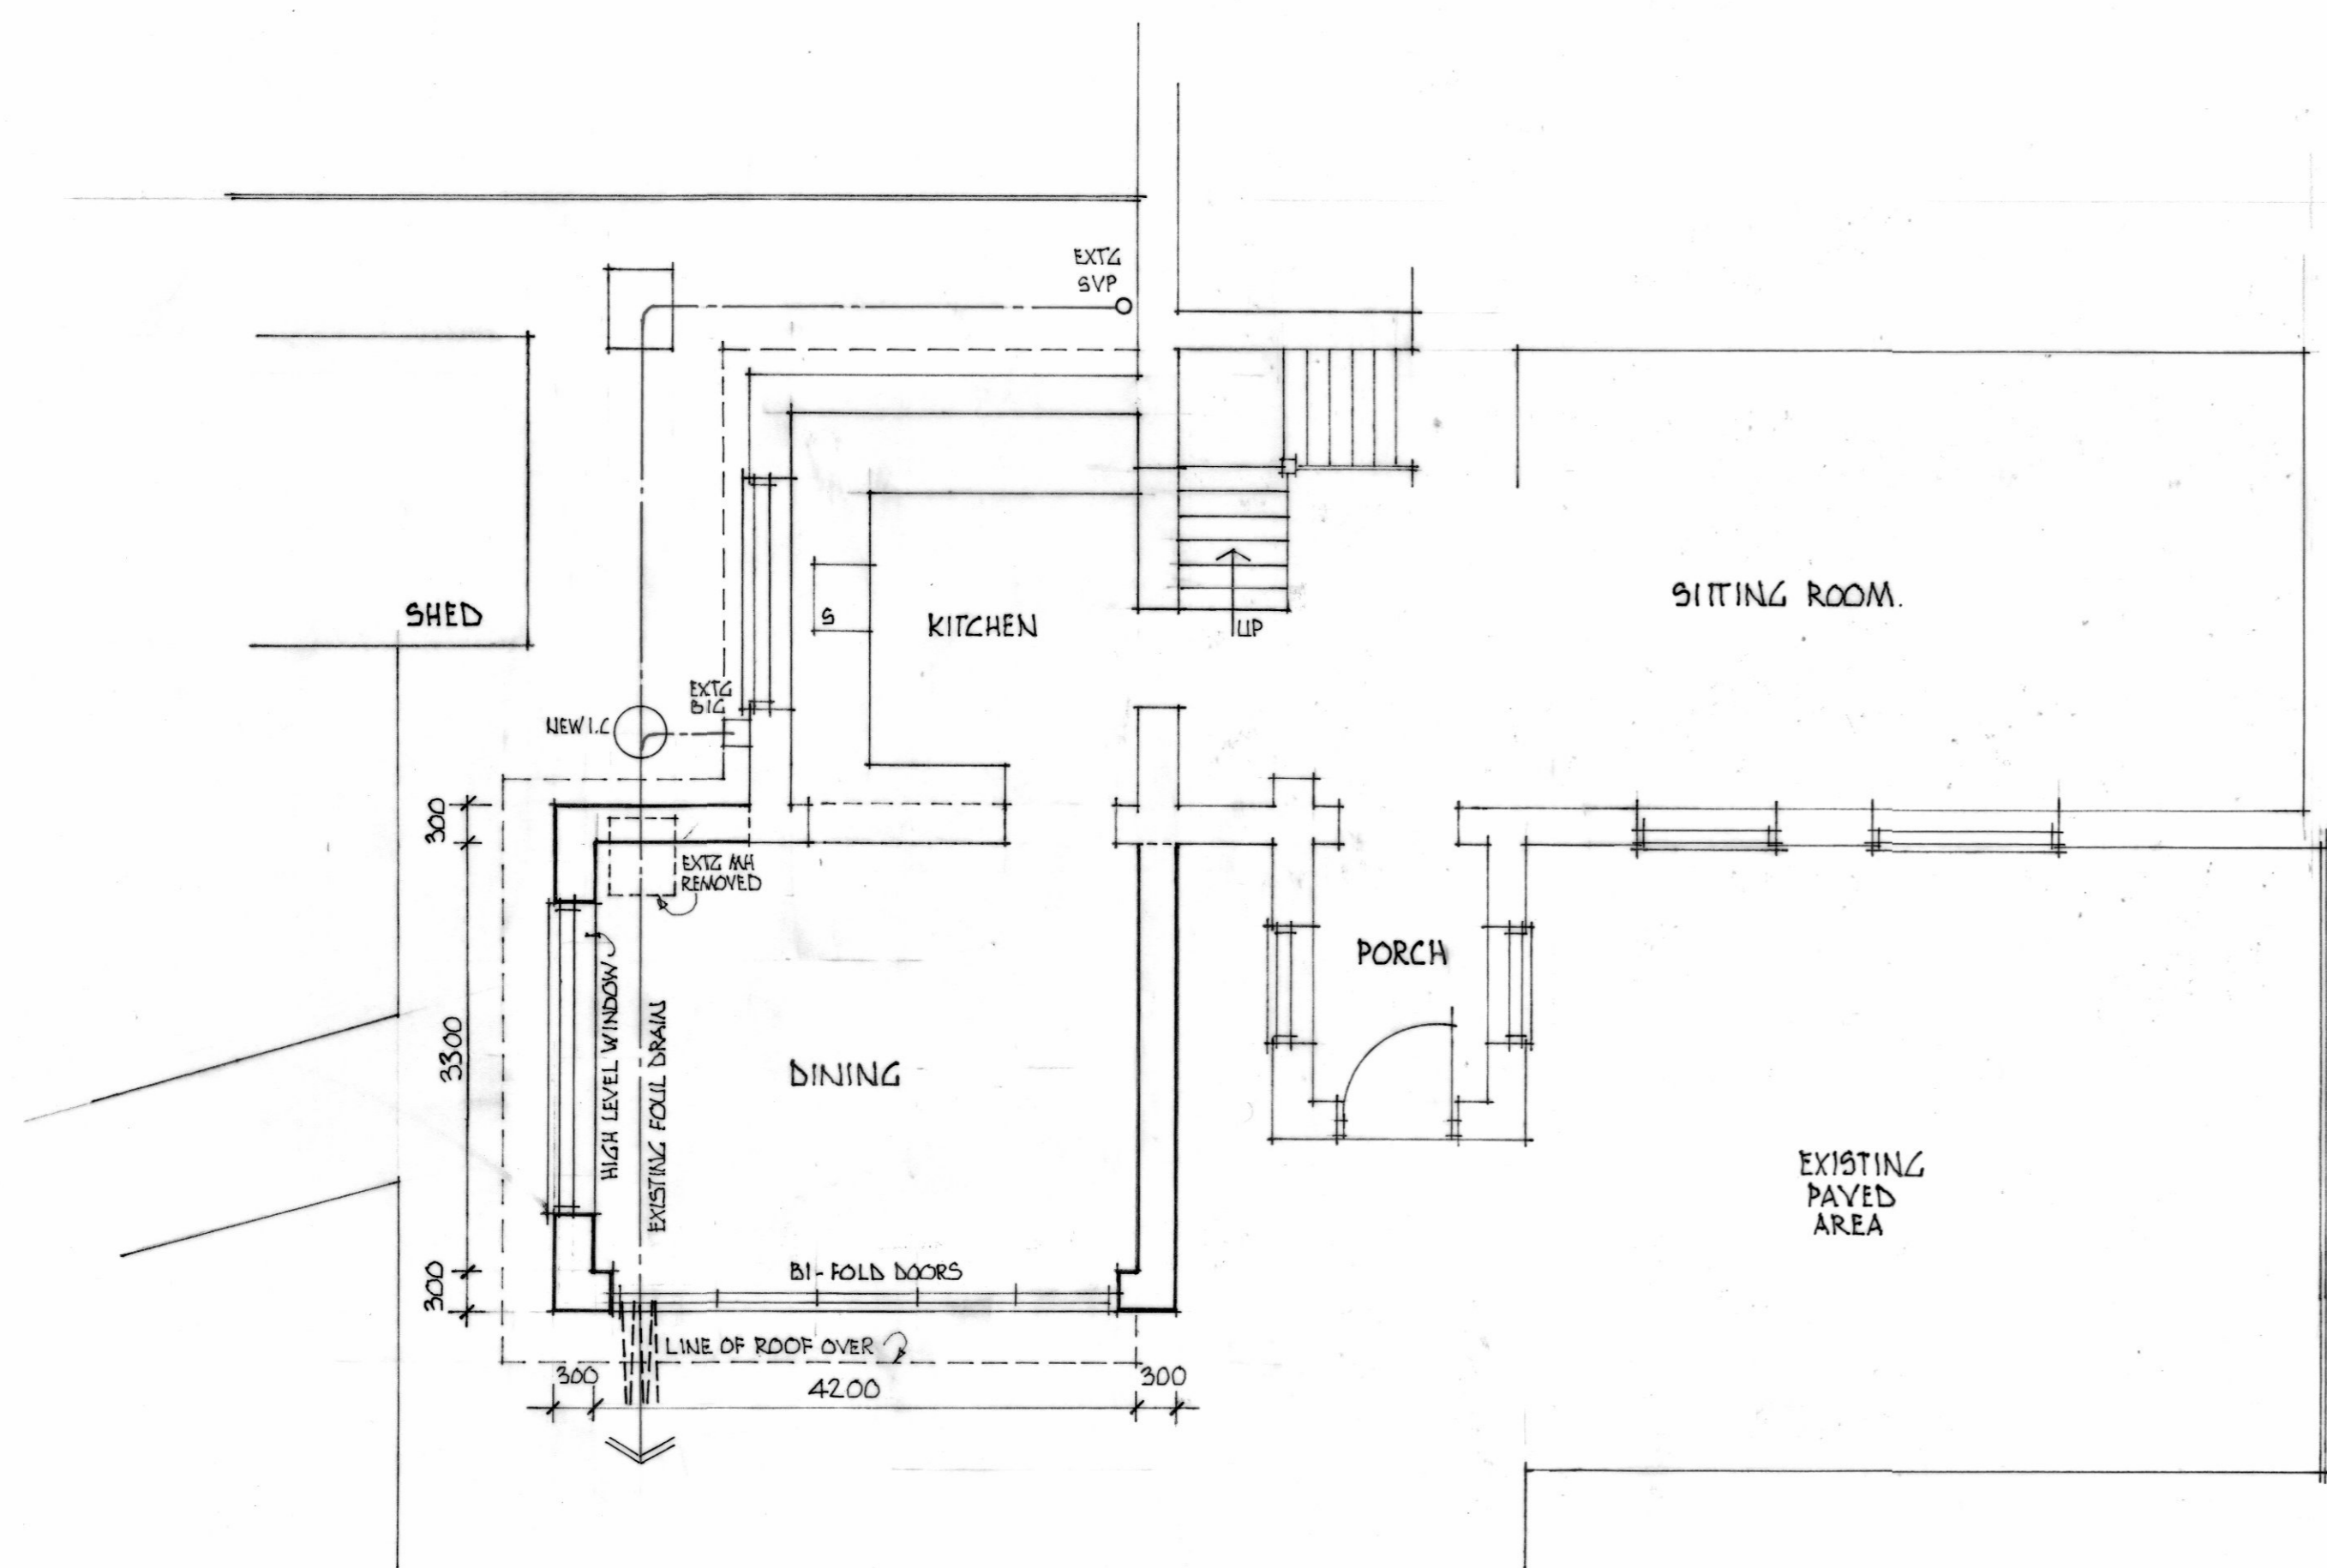 EXTG
SVP
SITTING ROOM.
SHED
S
KITCHEN
UP
EXTG
BIG
NEW I.C
300
EXTG MH
REMOVED
PORCH
HIGH LEVEL WINDOW
EXISTING FOUL DRAIN
3300
DINING
EXISTING
PAVED
AREA
BI-FOLD DOORS
300
LINE OF ROOF OVER
300
4200
300